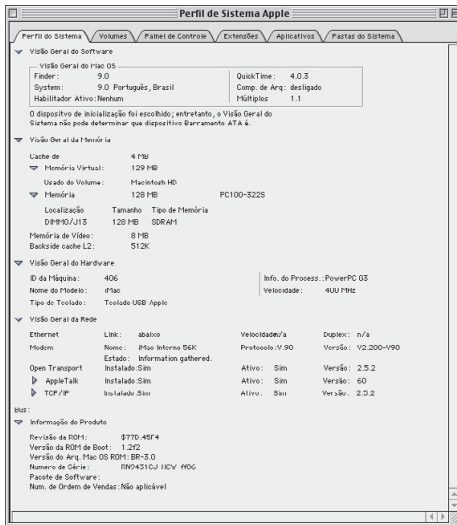 Perfil de Sistema Apple
Perfil do Sistema Volumes Painel de Controle Extensões Aplicativos Pastas do Sistema
Visão Geral do Software
Visão Geral do Mac OS
Finder: 9.0 QuickTime: 4.0.3
System: 9.0 Português, Brasil Comp. de Arq: desligado
Habilitador Ativo: Nenhum Múltiplos 1.1
O dispositvo de inicialização foi escolhido; entretanto, o Visão Geral do
Sistema não pode determinar que dispositivo Barramento ATA é.
Visão Geral da Memória
Cache de 4 MB
Memória Virtual: 129 MB
Usado do Volume: Macintosh HD
Memória 128 MB PC100-322S
Localização Tamanho Tipo de Memória
DIMM0/J13 128 MB SDRAM
Memória de Vídeo: 8 MB
Backside cache L2: 512K
Visão Geral do Hardware
ID da Máquina: 406 Info. do Process.: PowerPC G3
Nome do Modelo: iMac Velocidade: 400 MHz
Tipo de Teclado: Teclado USB Apple
Visão Geral da Rede
Ethernet Link: abaixo Velocidade n/a Duplex: n/a
Modem Nome: iMac Interno 56K Protocolo: V.90 Versão: V2.200-V90
Estado: Information gathered.
Open Transport Instalado: Sim Ativo: Sim Versão: 2.5.2
AppleTalk Instalado: Sim Ativo: Sim Versão: 60
TCP/IP Instalado: Sim Ativo: Sim Versão: 2.5.2
Bus:
Informação do Produto
Revisão da ROM: $77D.45F4
Versão da ROM de Boot: 1.2f2
Versão do Arq. Mac OS ROM: BR-3.0
Numero de Série:
Pacote de Software:
Num. de Ordem de Vendas: Não aplicável